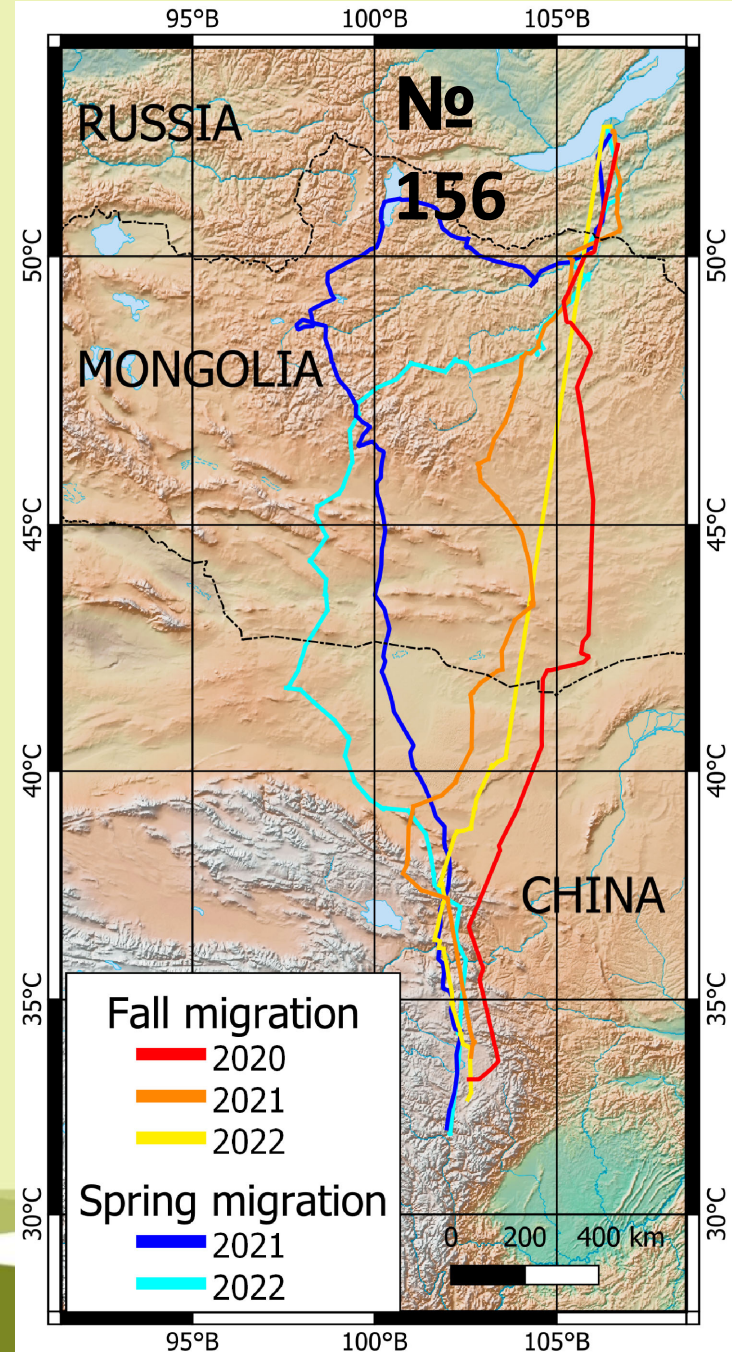 95°B 100°B 105°B
RUSSIA
№
156
50°C 50°C
MONGOLIA
45°C 45°C
40°C 40°C
CHINA
35°C 35°C
Fall migration
2020
2021
2022
Spring migration
2021
2022
30°C 30°C
0 200 400 km
95°B 100°B 105°B